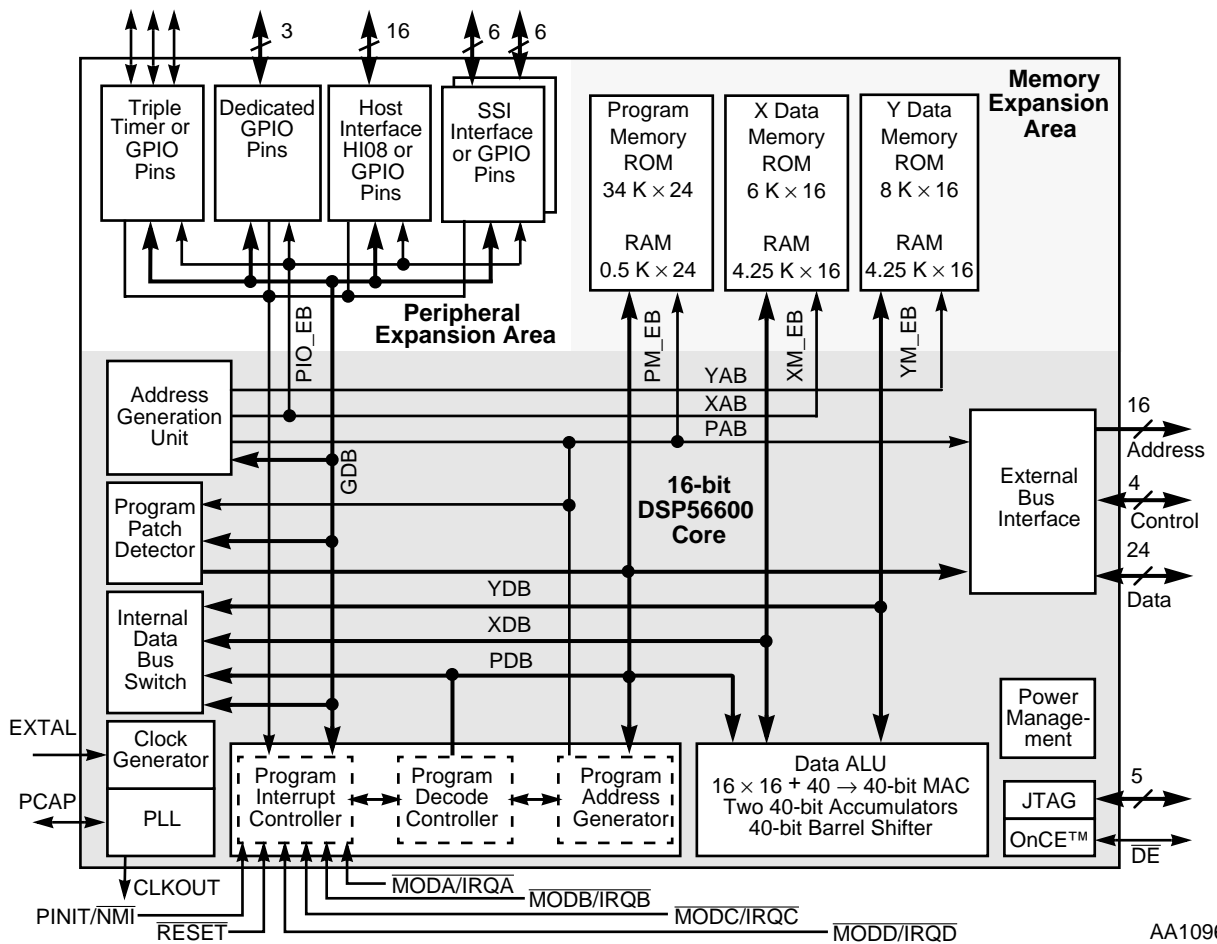 3
16
6
6
Triple
Timer or
GPIO
Pins
Dedicated
GPIO
Pins
Host
Interface
HI08 or
GPIO
Pins
SSI
Interface
or GPIO
Pins
Program
Memory
ROM
34 K × 24
RAM
0.5 K × 24
X Data
Memory
ROM
6 K × 16
RAM
4.25 K × 16
Y Data
Memory
ROM
8 K × 16
RAM
4.25 K × 16
Memory
Expansion
Area
Peripheral
Expansion Area
PIO_EB
PM_EB
XM_EB
YM_EB
Address
Generation
Unit
YAB
XAB
PAB
GDB
Program
Patch
Detector
16-bit
DSP56600
Core
External
Bus
Interface
16
Address
4
Control
24
Data
Internal
Data
Bus
Switch
YDB
XDB
PDB
EXTAL
Clock
Generator
PCAP
PLL
Program
Interrupt
Controller
Program
Decode
Controller
Program
Address
Generator
Data ALU
16 × 16 + 40 → 40-bit MAC
Two 40-bit Accumulators
40-bit Barrel Shifter
Power
Manage-
ment
JTAG
OnCE™
5
DE
CLKOUT
PINIT/NMI
RESET
MODA/IRQA
MODB/IRQB
MODC/IRQC
MODD/IRQD